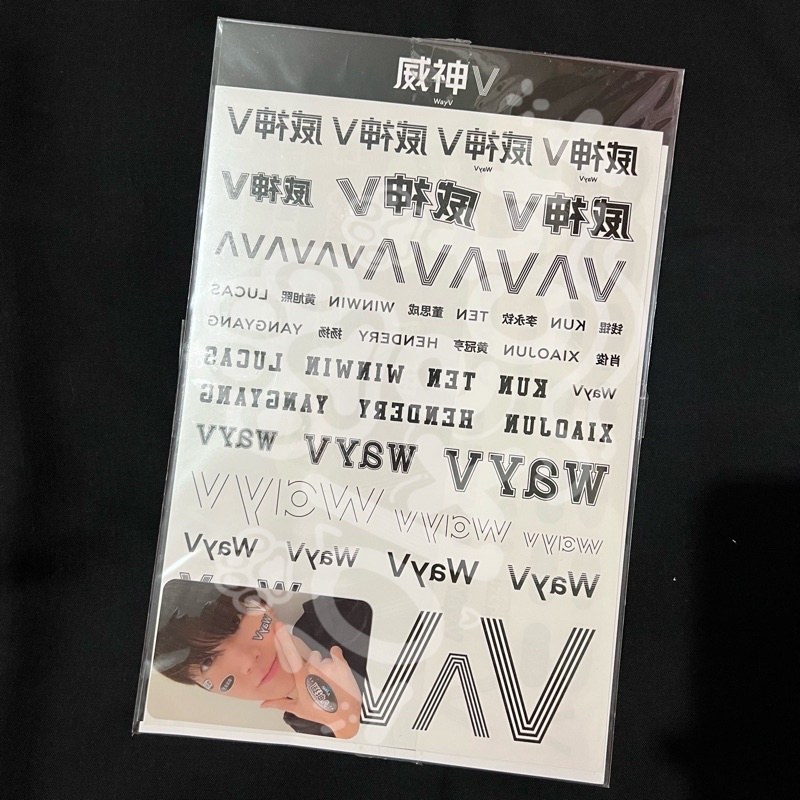 威神V
WayV
威神V 威神V 威神V 威神V
WayV WayV
威神V 威神V 威神V
钱锟 KUN 李永钦 TEN 董思成 WINWIN 黄旭熙 LUCAS
肖俊 XIAOJUN 黄冠亨 HENDERY 扬扬 YANGYANG
WayV KUN TEN WINWIN LUCAS
XIAOJUN HENDERY YANGYANG
wayv wayv wayv
wayv wayv wayv
WayV WayV WayV WayV
V V V
WayV